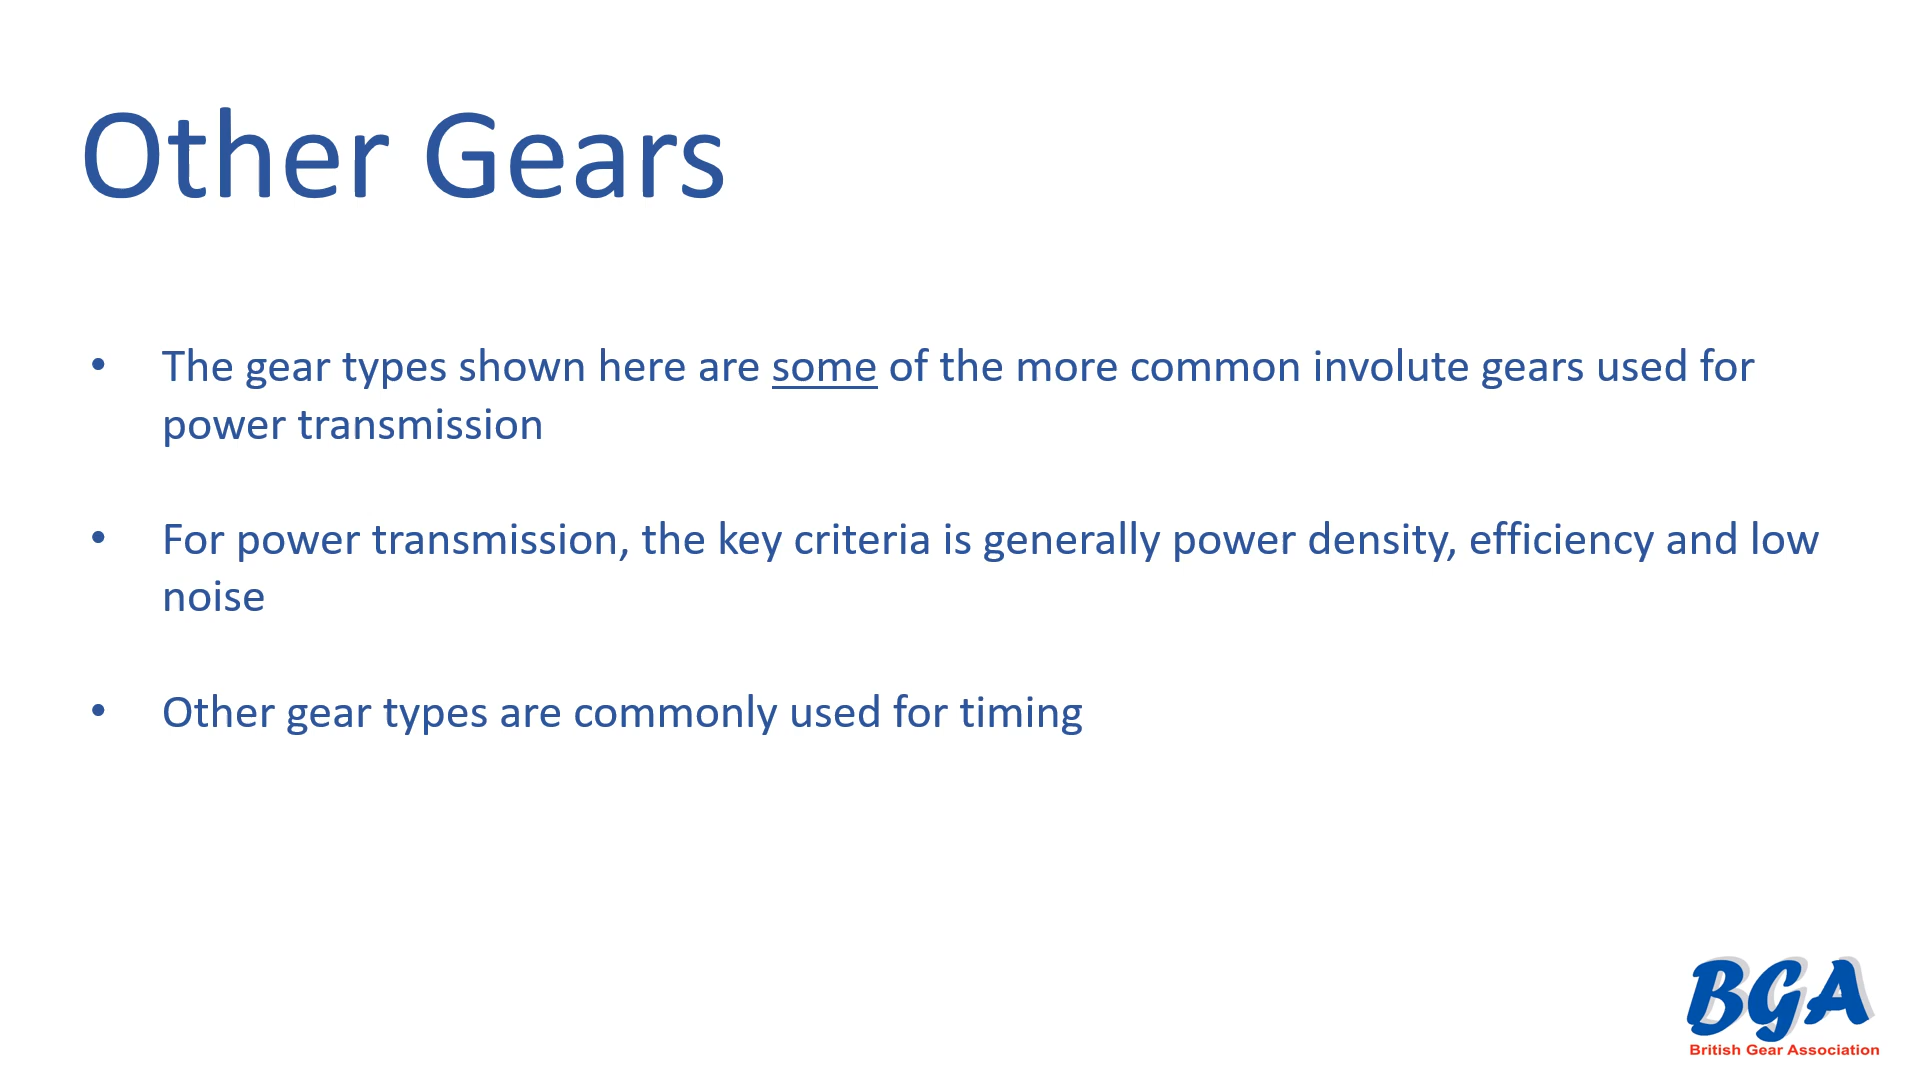 Other Gears
• The gear types shown here are some of the more common involute gears used for
power transmission
• For power transmission, the key criteria is generally power density, efficiency and low
noise
• Other gear types are commonly used for timing
BGA
British Gear Association